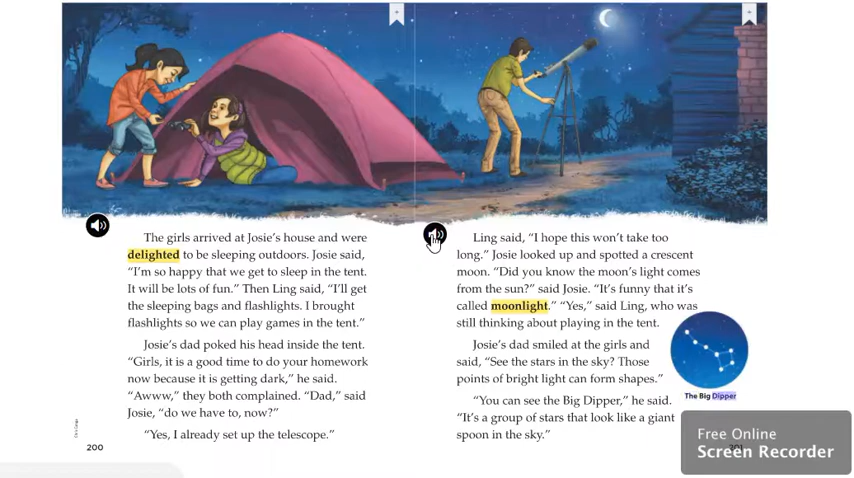 The girls arrived at Josie's house and were
delighted to be sleeping outdoors. Josie said,
"I'm so happy that we get to sleep in the tent.
It will be lots of fun." Then Ling said, "I'll get
the sleeping bags and flashlights. I brought
flashlights so we can play games in the tent."
Josie's dad poked his head inside the tent.
"Girls, it is a good time to do your homework
now because it is getting dark," he said.
"Awww," they both complained. "Dad," said
Josie, "do we have to, now?"
"Yes, I already set up the telescope."
200
Ling said, "I hope this won't take too
long." Josie looked up and spotted a crescent
moon. "Did you know the moon's light comes
from the sun?" said Josie. "It's funny that it's
called moonlight." "Yes," said Ling, who was
still thinking about playing in the tent.
Josie's dad smiled at the girls and
said, "See the stars in the sky? Those
points of bright light can form shapes."
"You can see the Big Dipper," he said.
"It's a group of stars that look like a giant
spoon in the sky."
The Big Dipper
Free Online
Screen Recorder